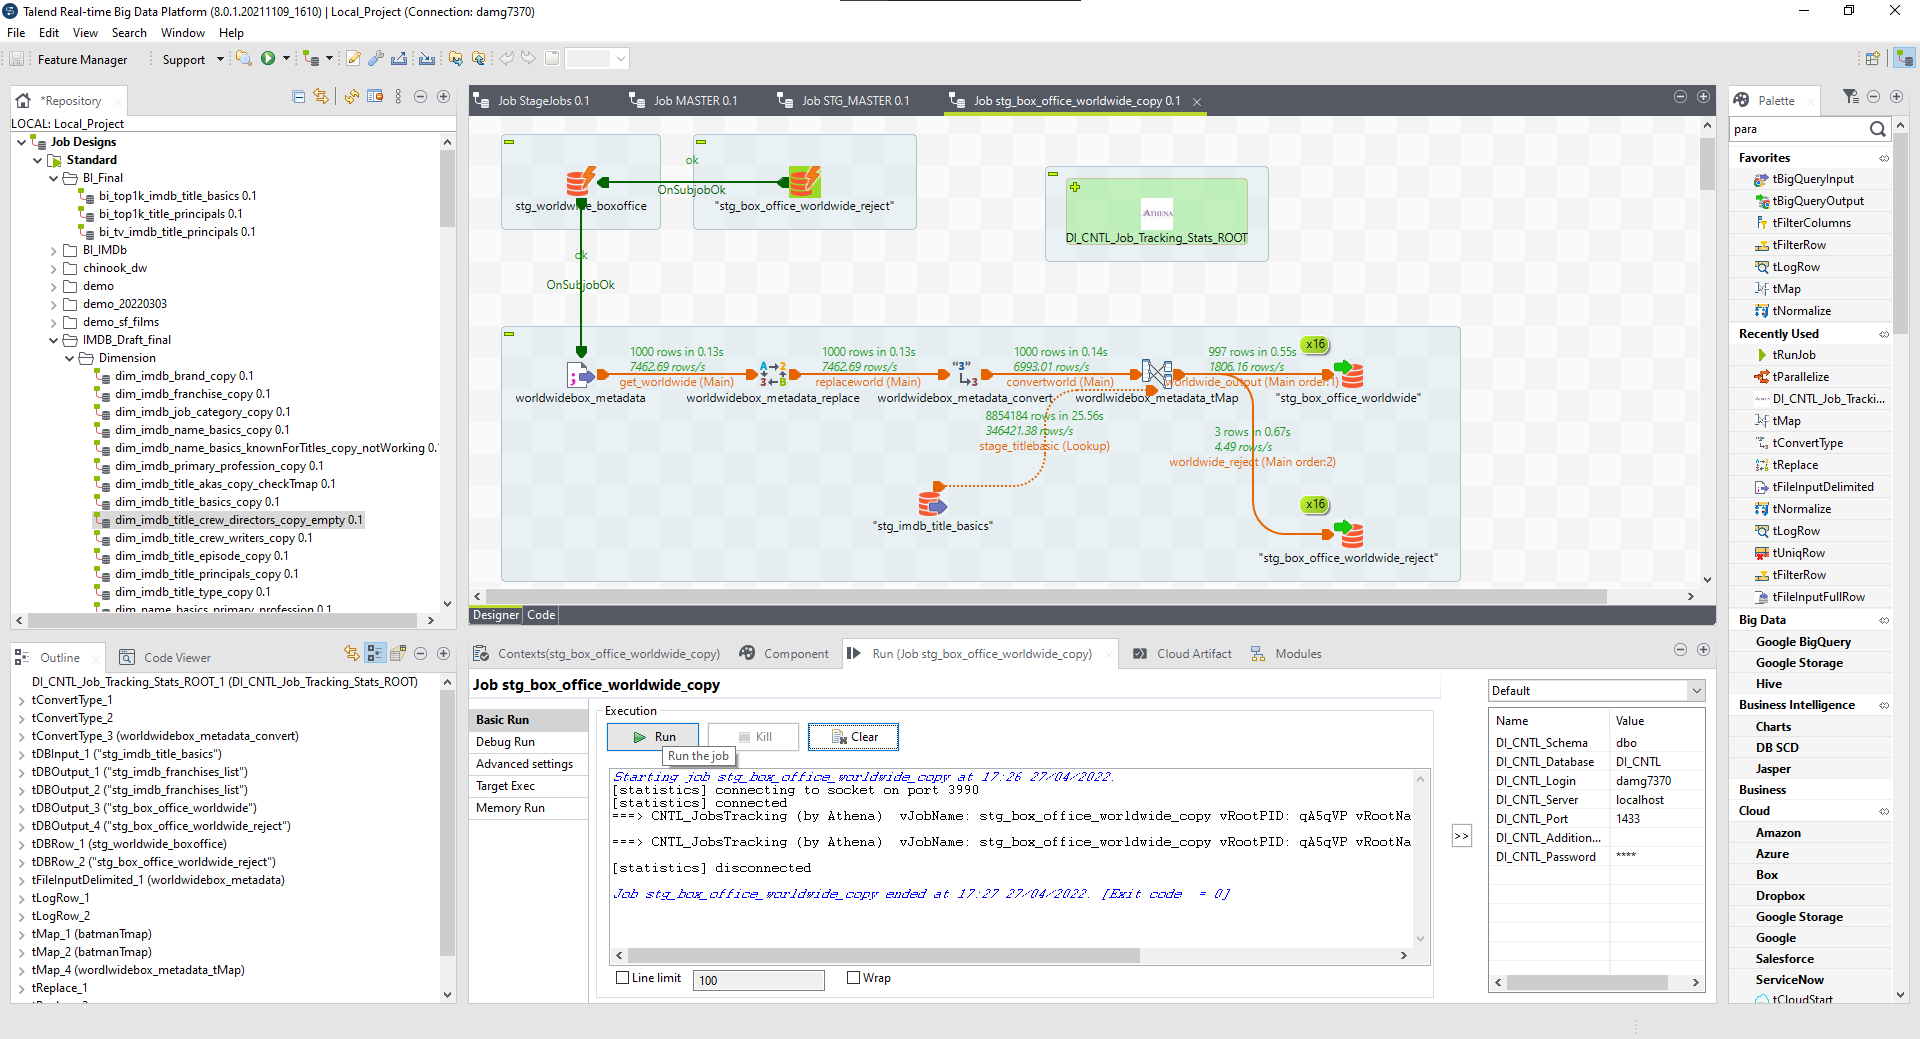 Talend Real-time Big Data Platform (8.0.1.20211109_1610) | Local_Project (Connection: damg7370)
File Edit View Search Window Help
Feature Manager Support
*Repository
LOCAL: Local_Project
Job Designs
Standard
BI_Final
bi_top1k_imdb_title_basics 0.1
bi_top1k_title_principals 0.1
bi_tv_imdb_title_principals 0.1
BI_IMDb
chinook_dw
demo
demo_20220303
demo_sf_films
IMDB_Draft_final
Dimension
dim_imdb_brand_copy 0.1
dim_imdb_franchise_copy 0.1
dim_imdb_job_category_copy 0.1
dim_imdb_name_basics_copy 0.1
dim_imdb_name_basics_knownForTitles_copy_notWorking 0.
dim_imdb_primary_profession_copy 0.1
dim_imdb_title_akas_copy_checkTmap 0.1
dim_imdb_title_basics_copy 0.1
dim_imdb_title_crew_directors_copy_empty 0.1
dim_imdb_title_crew_writers_copy 0.1
dim_imdb_title_episode_copy 0.1
dim_imdb_title_principals_copy 0.1
dim_imdb_title_type_copy 0.1
dim_name_basics_primary_profession 0.1
Job StageJobs 0.1 Job MASTER 0.1 Job STG_MASTER 0.1 Job stg_box_office_worldwide_copy 0.1
ok
OnSubjobOk
stg_worldwide_boxoffice
"stg_box_office_worldwide_reject"
ATHENA
DI_CNTL_Job_Tracking_Stats_ROOT
ok
OnSubjobOk
1000 rows in 0.13s
7462.69 rows/s
get_worldwide (Main)
1000 rows in 0.13s
7462.69 rows/s
replaceworld (Main)
1000 rows in 0.14s
6993.01 rows/s
convertworld (Main)
997 rows in 0.55s
1806.16 rows/s
worldwide_output (Main order:1)
x16
A 2
3 B
"3"
3
worldwidebox_metadata
worldwidebox_metadata_replace
worldwidebox_metadata_convert
wordlwidebox_metadata_tMap
"stg_box_office_worldwide"
8854184 rows in 25.56s
346421.38 rows/s
stage_titlebasic (Lookup)
3 rows in 0.67s
4.49 rows/s
worldwide_reject (Main order:2)
x16
"stg_imdb_title_basics"
"stg_box_office_worldwide_reject"
Designer Code
Palette
para
Favorites
tBigQueryInput
tBigQueryOutput
tFilterColumns
tFilterRow
tLogRow
tMap
tNormalize
Recently Used
tRunJob
tParallelize
DI_CNTL_Job_Tracki...
tMap
tConvertType
tReplace
tFileInputDelimited
tNormalize
tLogRow
tUniqRow
tFilterRow
tFileInputFullRow
Big Data
Google BigQuery
Google Storage
Hive
Business Intelligence
Charts
DB SCD
Jasper
Business
Cloud
Amazon
Azure
Box
Dropbox
Google Storage
Google
Salesforce
ServiceNow
tCloudStart
Outline Code Viewer
DI_CNTL_Job_Tracking_Stats_ROOT_1 (DI_CNTL_Job_Tracking_Stats_ROOT)
tConvertType_1
tConvertType_2
tConvertType_3 (worldwidebox_metadata_convert)
tDBInput_1 ("stg_imdb_title_basics")
tDBOutput_1 ("stg_imdb_franchises_list")
tDBOutput_2 ("stg_imdb_franchises_list")
tDBOutput_3 ("stg_box_office_worldwide")
tDBOutput_4 ("stg_box_office_worldwide_reject")
tDBRow_1 (stg_worldwide_boxoffice)
tDBRow_2 ("stg_box_office_worldwide_reject")
tFileInputDelimited_1 (worldwidebox_metadata)
tLogRow_1
tLogRow_2
tMap_1 (batmanTmap)
tMap_2 (batmanTmap)
tMap_4 (wordlwidebox_metadata_tMap)
tReplace_1
Contexts(stg_box_office_worldwide_copy) Component Run (Job stg_box_office_worldwide_copy) Cloud Artifact Modules
Job stg_box_office_worldwide_copy
Basic Run
Debug Run
Advanced settings
Target Exec
Memory Run
Execution
Run Kill Clear
Run the job
Starting job stg_box_office_worldwide_copy at 17:26 27/04/2022.
[statistics] connecting to socket on port 3990
[statistics] connected
===> CNTL_JobsTracking (by Athena) vJobName: stg_box_office_worldwide_copy vRootPID: qA5qVP vRootNa
===> CNTL_JobsTracking (by Athena) vJobName: stg_box_office_worldwide_copy vRootPID: qA5qVP vRootNa
[statistics] disconnected
Job stg_box_office_worldwide_copy ended at 17:27 27/04/2022. [Exit code = 0]
Line limit 100 Wrap
>>
Default
Name Value
DI_CNTL_Schema dbo
DI_CNTL_Database DI_CNTL
DI_CNTL_Login damg7370
DI_CNTL_Server localhost
DI_CNTL_Port 1433
DI_CNTL_Addition...
DI_CNTL_Password ****